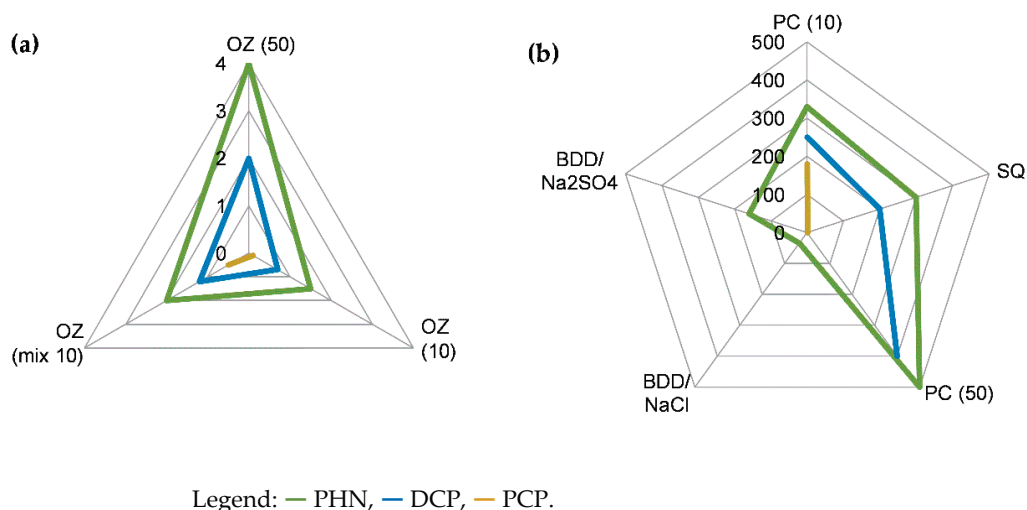 (a)
OZ (50)
4
3
2
1
0
OZ
(mix 10)
OZ
(10)
(b)
PC (10)
500
400
300
200
100
0
BDD/
Na2SO4
SQ
BDD/
NaCl
PC (50)
Legend: PHN, DCP, PCP.